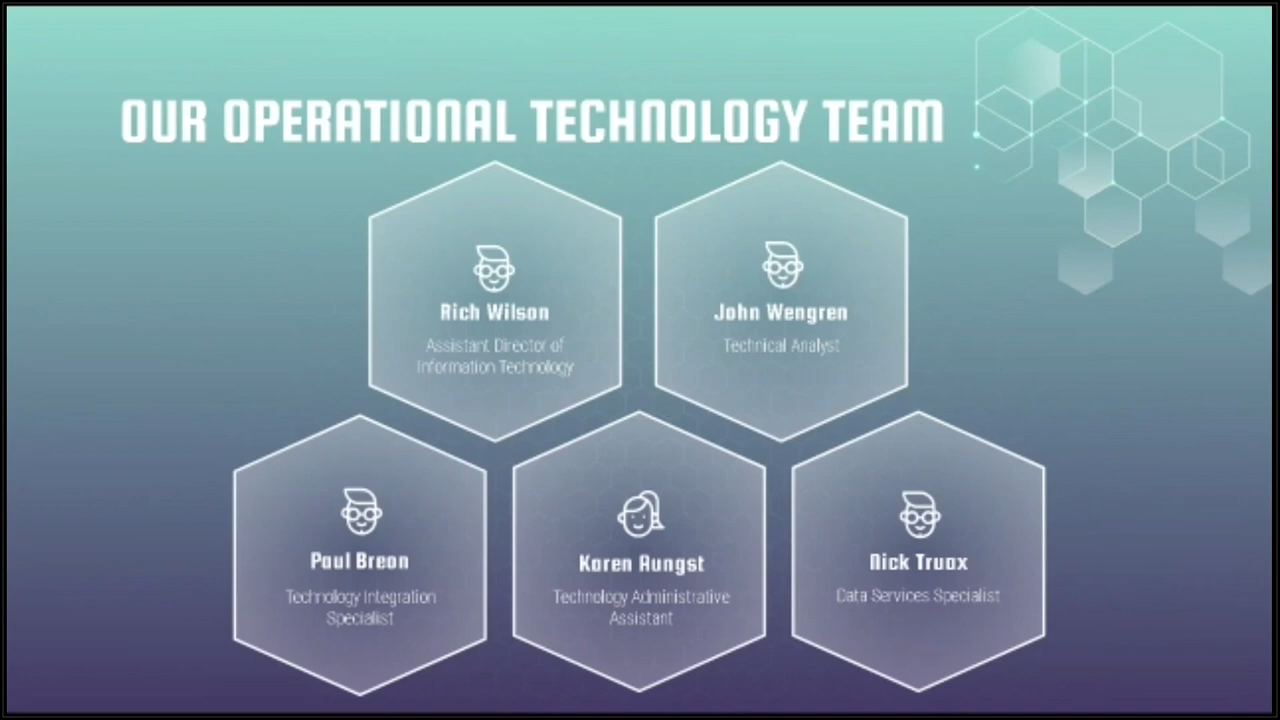 OUR OPERATIONAL TECHNOLOGY TEAM
Rich Wilson
Assistant Director of
Information Technology
John Wengren
Technical Analyst
Paul Breon
Technology Integration
Specialist
Karen Aungst
Technology Administrative
Assistant
Nick Truax
Data Services Specialist